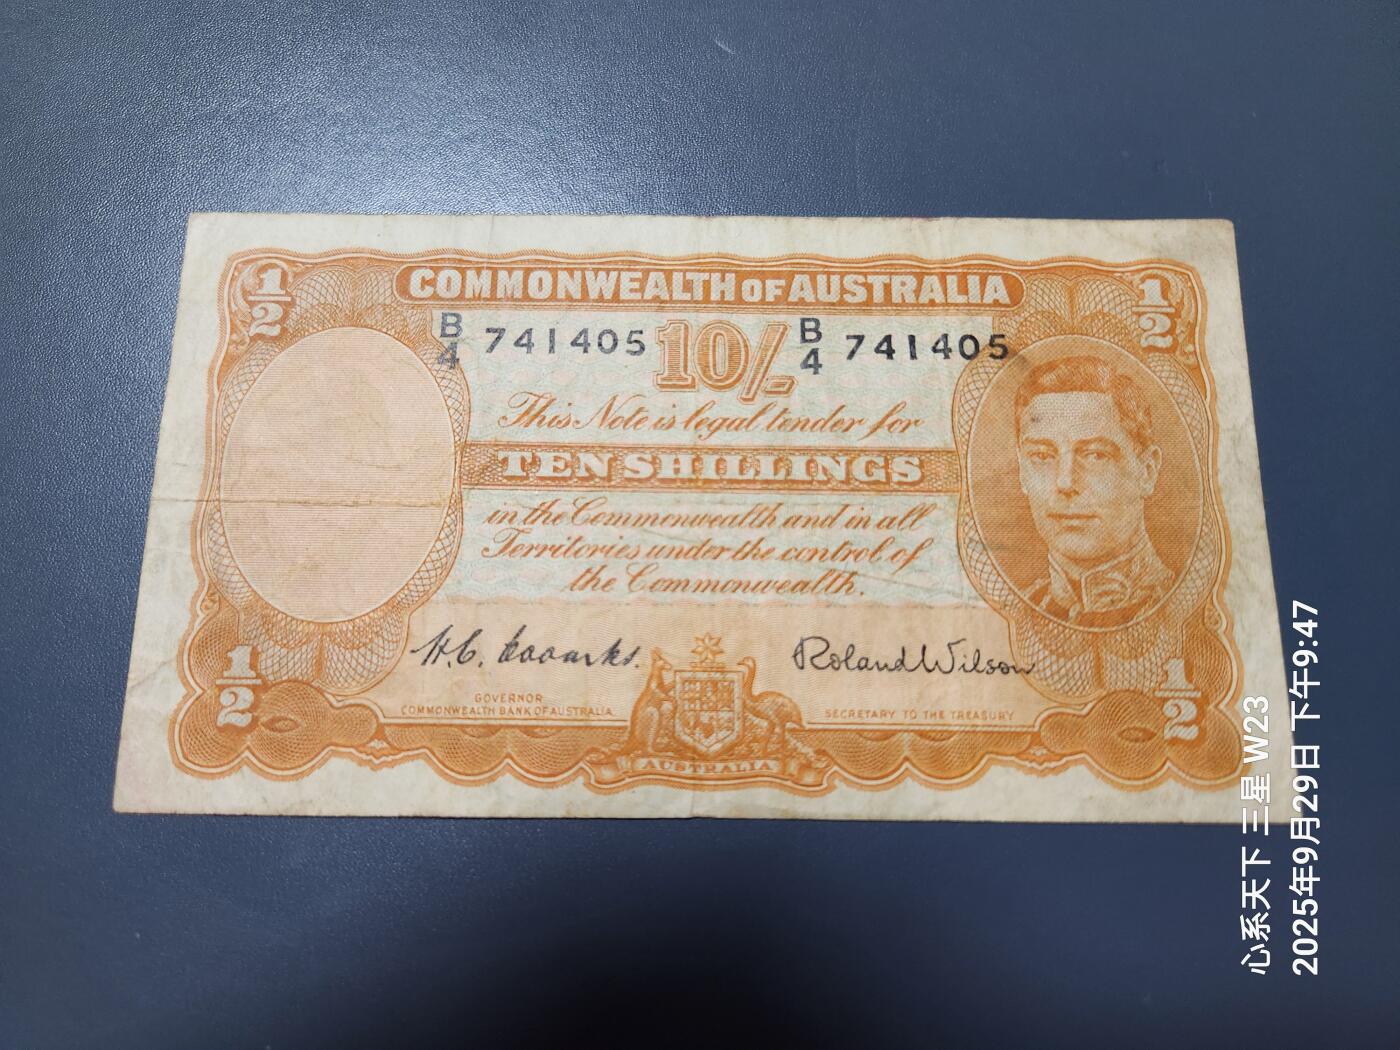 1/2
COMMONWEALTH OF AUSTRALIA
1/2
B/4 741405
10/-
B/4 741405
This Note is legal tender for
TEN SHILLINGS
in the Commonwealth and in all
Territories under the control of
the Commonwealth.
H.C. Coombs.
Roland Wilson
GOVERNOR
COMMONWEALTH BANK OF AUSTRALIA
SECRETARY TO THE TREASURY
1/2
AUSTRALIA
1/2
心系天下 三星 W23
2025年9月29日 下午9:47